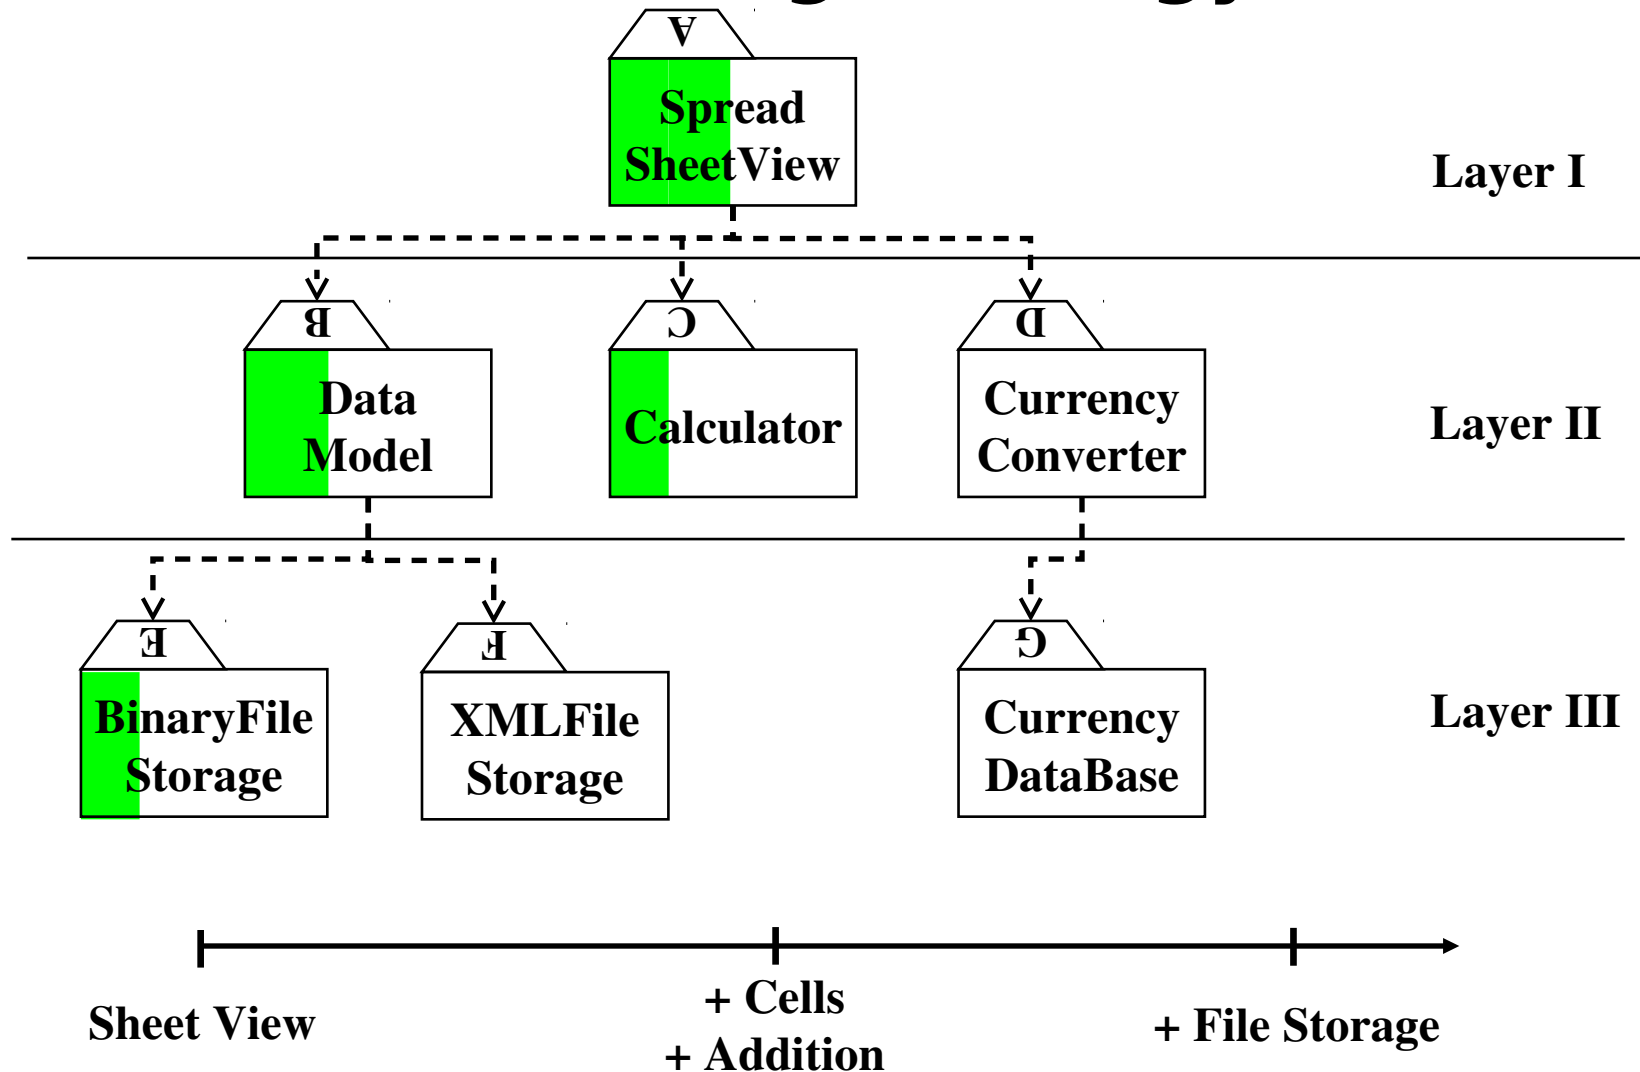 A
Spread
SheetView
Layer I
B
C
D
Data
Model
Calculator
Currency
Converter
Layer II
E
F
G
BinaryFile
Storage
XMLFile
Storage
Currency
DataBase
Layer III
Sheet View
+ Cells
+ Addition
+ File Storage